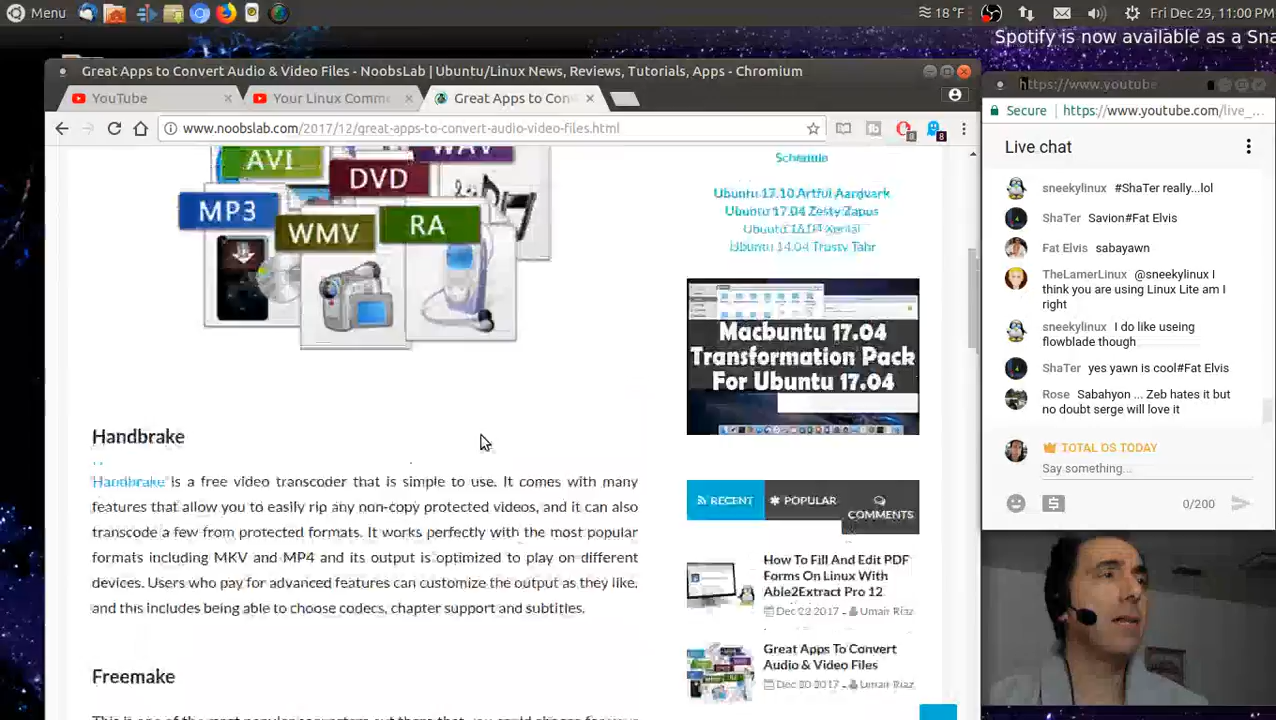 Menu
18 °F
Fri Dec 29, 11:00 PM
Spotify is now available as a Sna
Great Apps to Convert Audio & Video Files - NoobsLab | Ubuntu/Linux News, Reviews, Tutorials, Apps - Chromium
YouTube
Your Linux Comm
Great Apps to Con
www.noobslab.com/2017/12/great-apps-to-convert-audio-video-files.html
8
AVI
WAV
DVD
MP3
WMV
RA
Schedule
Ubuntu 17.10 Artful Aardvark
Ubuntu 17.04 Zesty Zapus
Ubuntu 14.04 Trusty Tahr
Macbuntu 17.04
Transformation Pack
For Ubuntu 17.04
Handbrake
Handbrake is a free video transcoder that is simple to use. It comes with many
features that allow you to easily rip any non-copy protected videos, and it can also
transcode a few from protected formats. It works perfectly with the most popular
formats including MKV and MP4 and its output is optimized to play on different
devices. Users who pay for advanced features can customize the output as they like,
and this includes being able to choose codecs, chapter support and subtitles.
Freemake
RECENT
POPULAR
COMMENTS
How To Fill And Edit PDF
Forms On Linux With
Able2Extract Pro 12
Dec 22 2017 - Umair Riaz
Great Apps To Convert
Audio & Video Files
Dec 20 2017 - Umair Riaz
https://www.youtube
Secure
https://www.youtube.com/live_...
Live chat
sneekylinux #ShaTer really...lol
ShaTer Savion#Fat Elvis
Fat Elvis sabayawn
TheLamerLinux @sneekylinux I
think you are using Linux Lite am I
right
sneekylinux I do like useing
flowblade though
ShaTer yes yawn is cool#Fat Elvis
Rose Sabahyon ... Zeb hates it but
no doubt serge will love it
TOTAL OS TODAY
Say something...
0/200